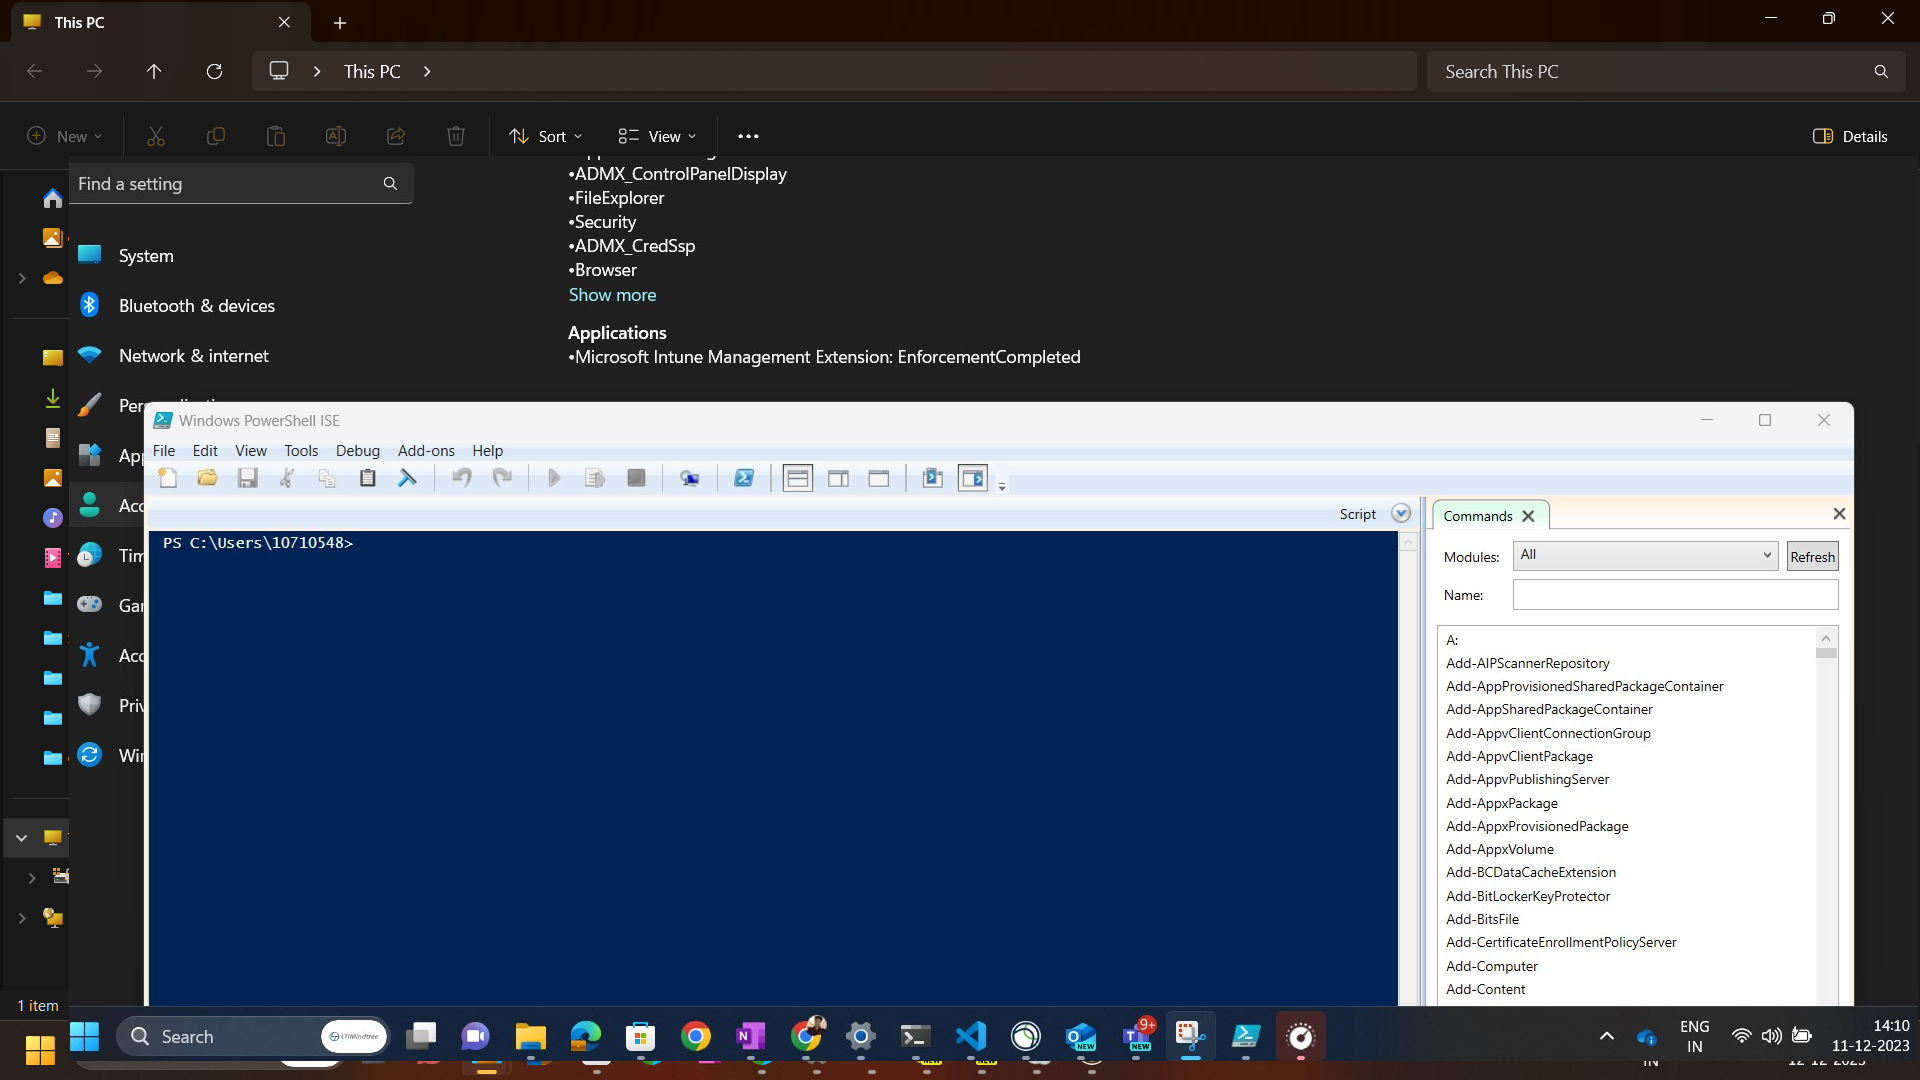 This PC
This PC
Search This PC
New
Sort
View
Details
Find a setting
•ADMX_ControlPanelDisplay
•FileExplorer
•Security
•ADMX_CredSsp
•Browser
Show more
Applications
•Microsoft Intune Management Extension: EnforcementCompleted
System
Bluetooth & devices
Network & internet
Per
App
Acc
Tim
Gar
Acc
Priv
Win
1 item
Windows PowerShell ISE
File Edit View Tools Debug Add-ons Help
Script
PS C:\Users\10710548>
Commands
Modules: All Refresh
Name:
A:
Add-AIPScannerRepository
Add-AppProvisionedSharedPackageContainer
Add-AppSharedPackageContainer
Add-AppvClientConnectionGroup
Add-AppvClientPackage
Add-AppvPublishingServer
Add-AppxPackage
Add-AppxProvisionedPackage
Add-AppxVolume
Add-BCDataCacheExtension
Add-BitLockerKeyProtector
Add-BitsFile
Add-CertificateEnrollmentPolicyServer
Add-Computer
Add-Content
Search
LTIMindtree
NEW
9+
NEW
ENG
IN
14:10
11-12-2023